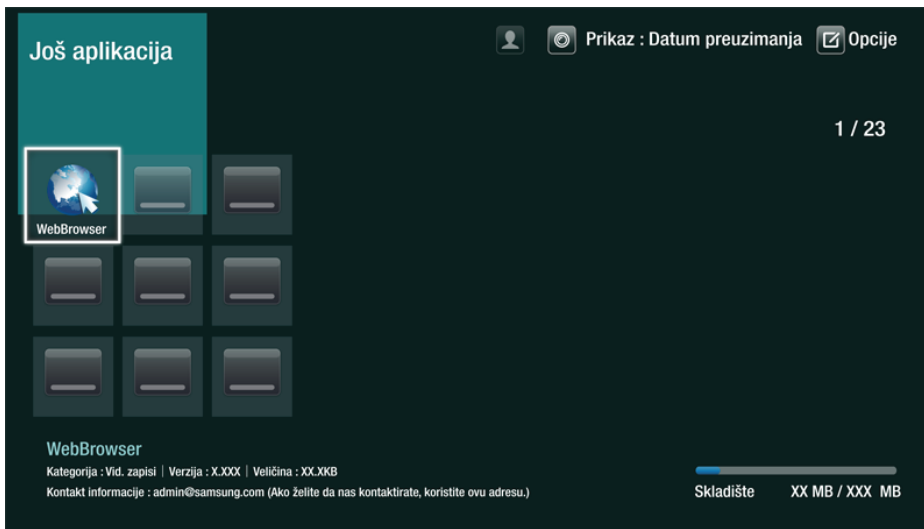 Još aplikacija
Prikaz : Datum preuzimanja
Opcije
1 / 23
WebBrowser
WebBrowser
Kategorija : Vid. zapisi | Verzija : X.XXX | Veličina : XX.XKB
Kontakt informacije : admin@samsung.com (Ako želite da nas kontaktirate, koristite ovu adresu.)
Skladište XX MB / XXX MB